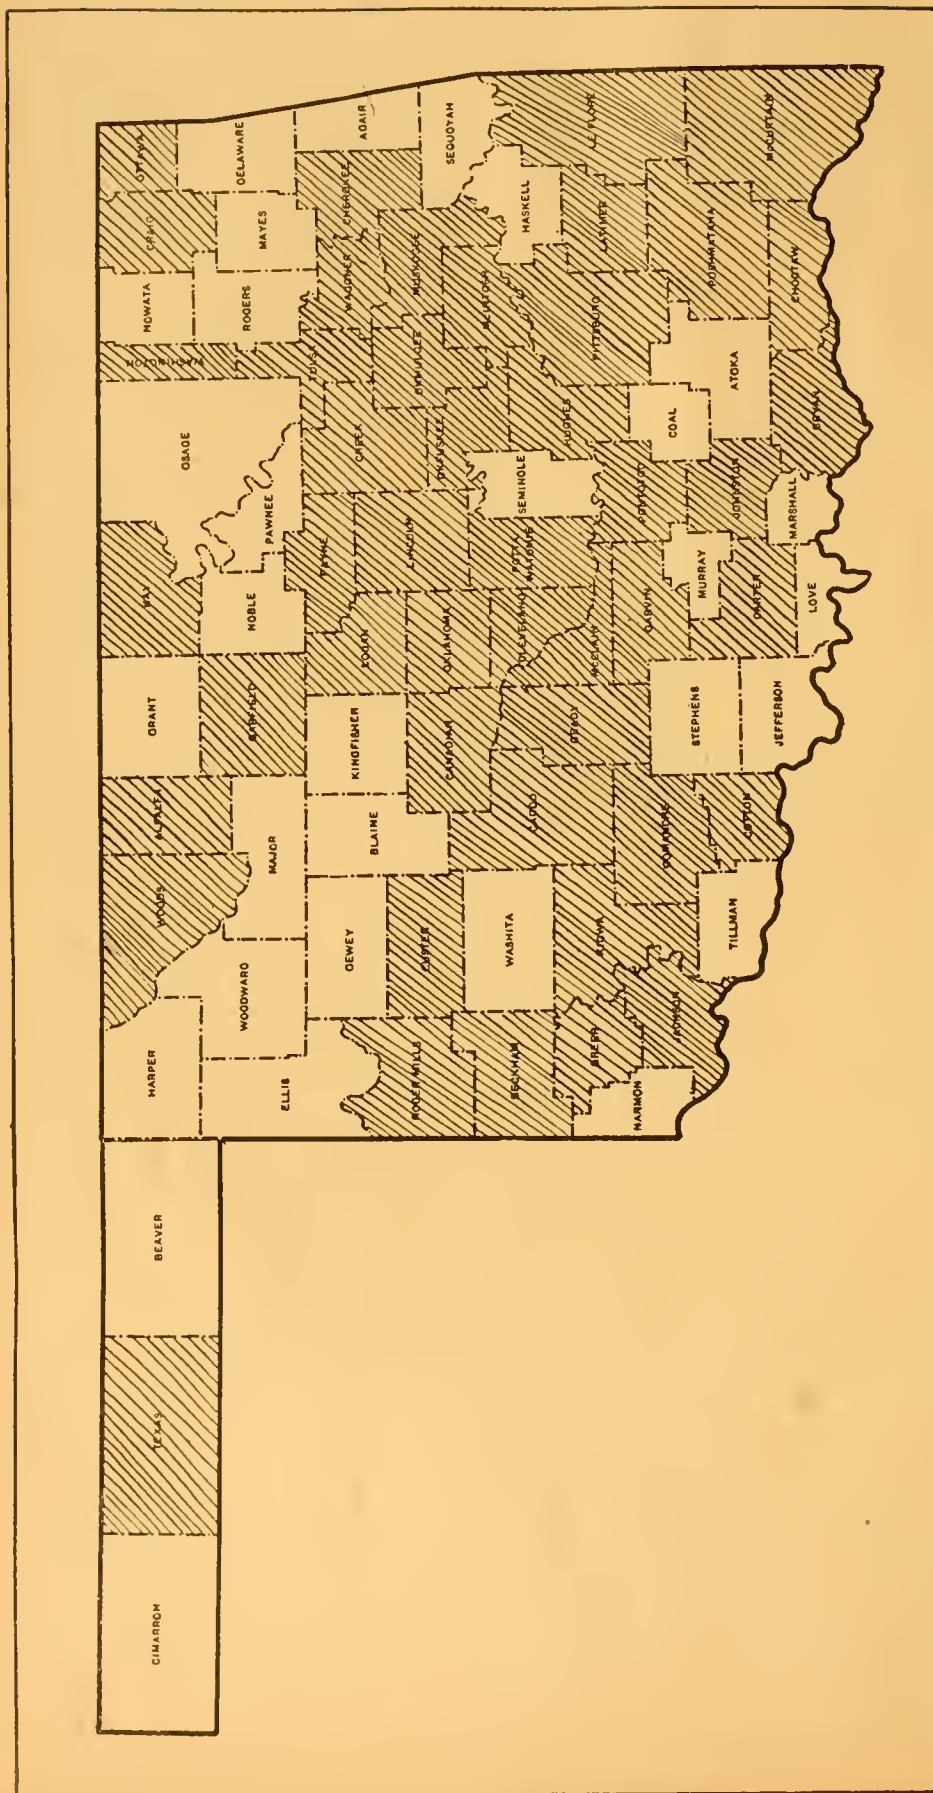 CIMARRON
TEXAS
BEAVER
HARPER
WOODS
ALFALFA
GRANT
KAY
OSAGE
WASHINGTON
NOWATA
CRAIG
OTTAWA
ELLIS
WOODWARD
MAJOR
GARFIELD
NOBLE
PAWNEE
ROGERS
MAYES
DELAWARE
DEWEY
BLAINE
KINGFISHER
LOGAN
PAYNE
CREEK
TULSA
WAGONER
CHEROKEE
ADAIR
ROGER MILLS
CUSTER
CANADIAN
OKLAHOMA
LINCOLN
OKFUSKEE
OKMULGEE
MUSKOGEE
SEQUOYAH
BECKHAM
WASHITA
CADDO
GRADY
CLEVELAND
POTTA
WATOMIE
SEMINOLE
HUGHES
MCINTOSH
HASKELL
GREER
KIOWA
COMANCHE
MCCLAIN
GARVIN
PONTOTOC
COAL
PITTSBURG
LATIMER
LE FLORE
HARMON
JACKSON
TILLMAN
COTTON
STEPHENS
MURRAY
JOHNSTON
ATOKA
PUSHMATAHA
MCCURTAIN
JEFFERSON
CARTER
LOVE
MARSHALL
BRYAN
CHOCTAW